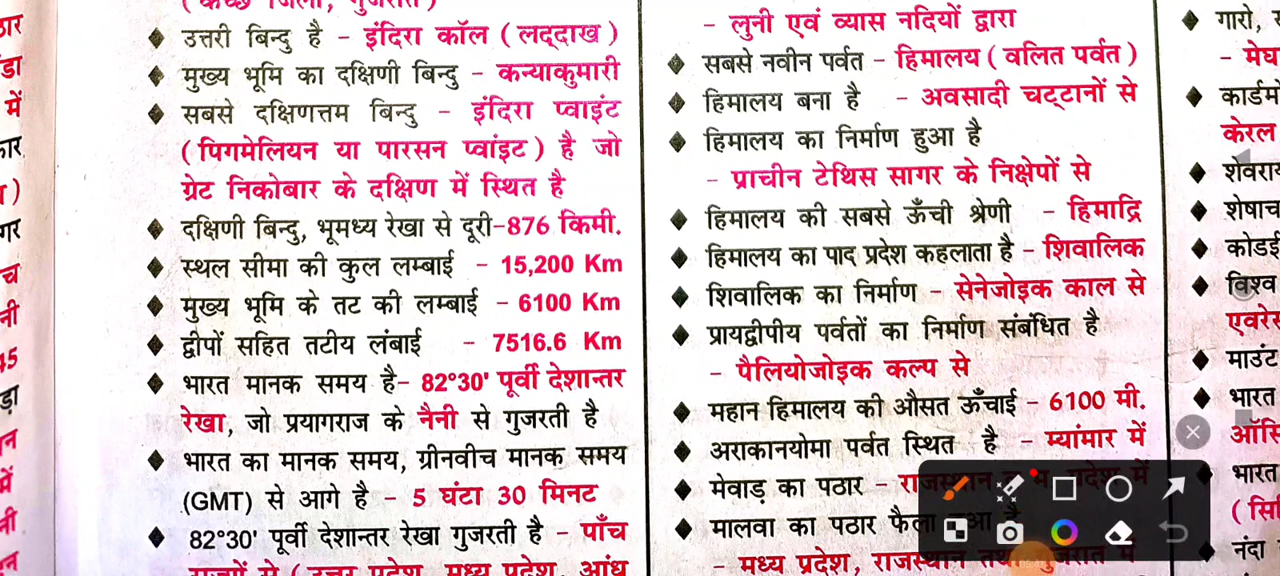 उत्तरी बिन्दु है - इंदिरा कॉल ( लद्दाख )
मुख्य भूमि का दक्षिणी बिन्दु - कन्याकुमारी
सबसे दक्षिणत्तम बिन्दु - इंदिरा प्वाइंट
( पिगमेलियन या पारसन प्वांइट ) है जो
ग्रेट निकोबार के दक्षिण में स्थित है
दक्षिणी बिन्दु, भूमध्य रेखा से दूरी-876 किमी.
स्थल सीमा की कुल लम्बाई - 15,200 Km
मुख्य भूमि के तट की लम्बाई - 6100 Km
द्वीपों सहित तटीय लंबाई - 7516.6 Km
भारत मानक समय है- 82°30' पूर्वी देशान्तर
रेखा, जो प्रयागराज के नैनी से गुजरती है
भारत का मानक समय, ग्रीनवीच मानक समय
(GMT) से आगे है - 5 घंटा 30 मिनट
82°30' पूर्वी देशान्तर रेखा गुजरती है - पाँच
- लुनी एवं व्यास नदियों द्वारा
सबसे नवीन पर्वत - हिमालय ( वलित पर्वत )
हिमालय बना है - अवसादी चट्टानों से
हिमालय का निर्माण हुआ है
- प्राचीन टेथिस सागर के निक्षेपों से
हिमालय की सबसे ऊँची श्रेणी - हिमाद्रि
हिमालय का पाद प्रदेश कहलाता है - शिवालिक
शिवालिक का निर्माण - सेनेजोइक काल से
प्रायद्वीपीय पर्वतों का निर्माण संबंधित है
- पैलियोजोइक कल्प से
महान हिमालय की औसत ऊँचाई - 6100 मी.
अराकानयोमा पर्वत स्थित है - म्यांमार में
मेवाड़ का पठार -
मालवा का पठार फैला हुआ है
- मध्य प्रदेश, राजस्थान तथा गुजरात में
गारो,
केरल
विश्व
माउंट
भारत
भारत
नंदा